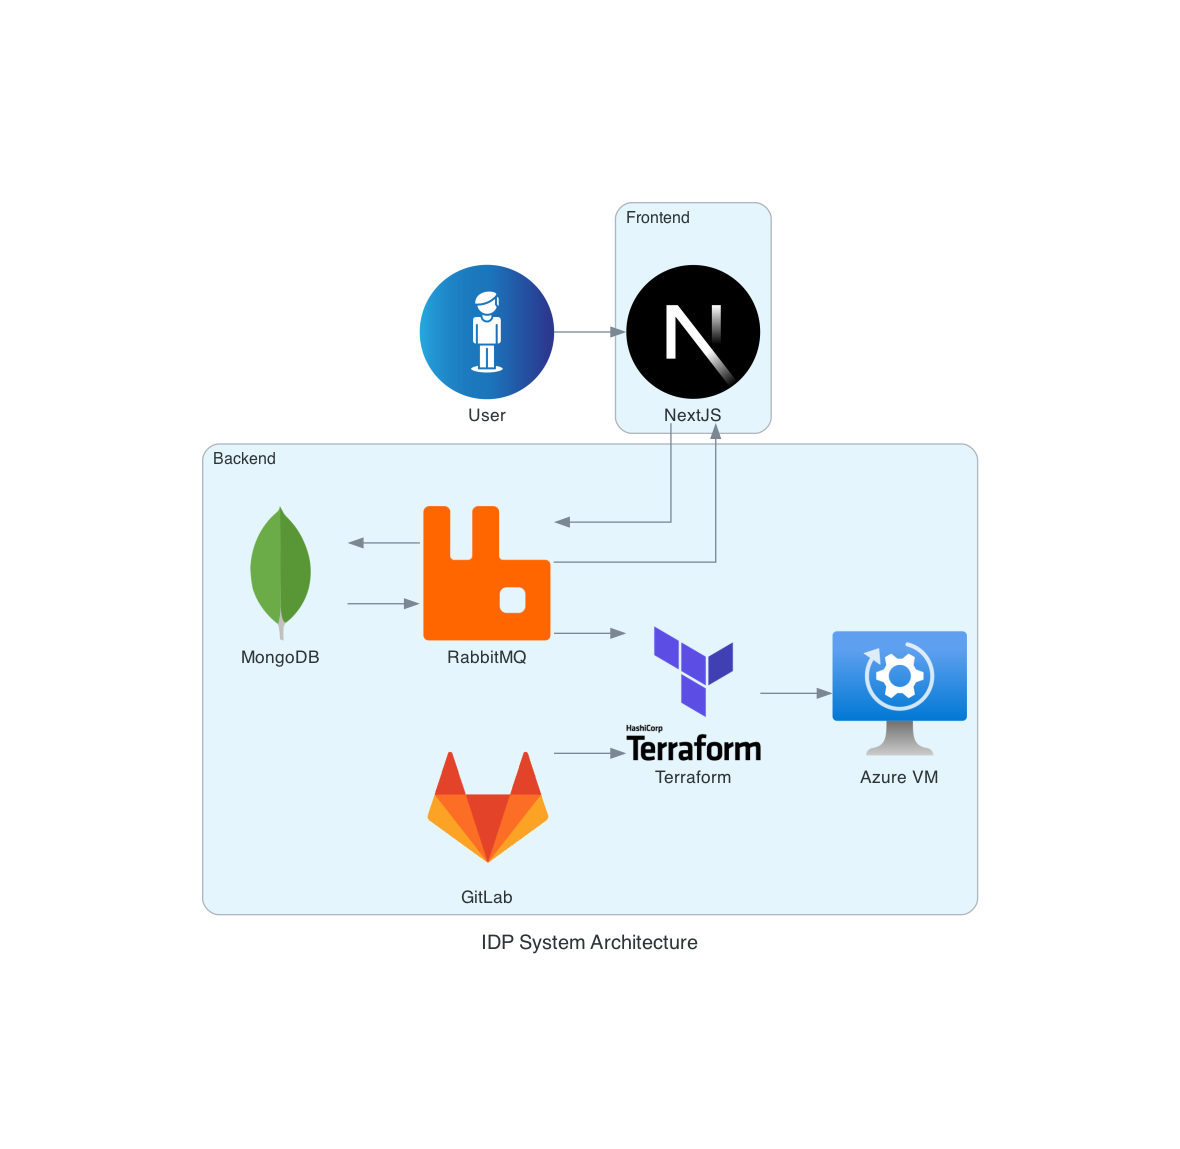 Frontend
User
NextJS
Backend
MongoDB
RabbitMQ
HashiCorp
Terraform
Terraform
Azure VM
GitLab
IDP System Architecture